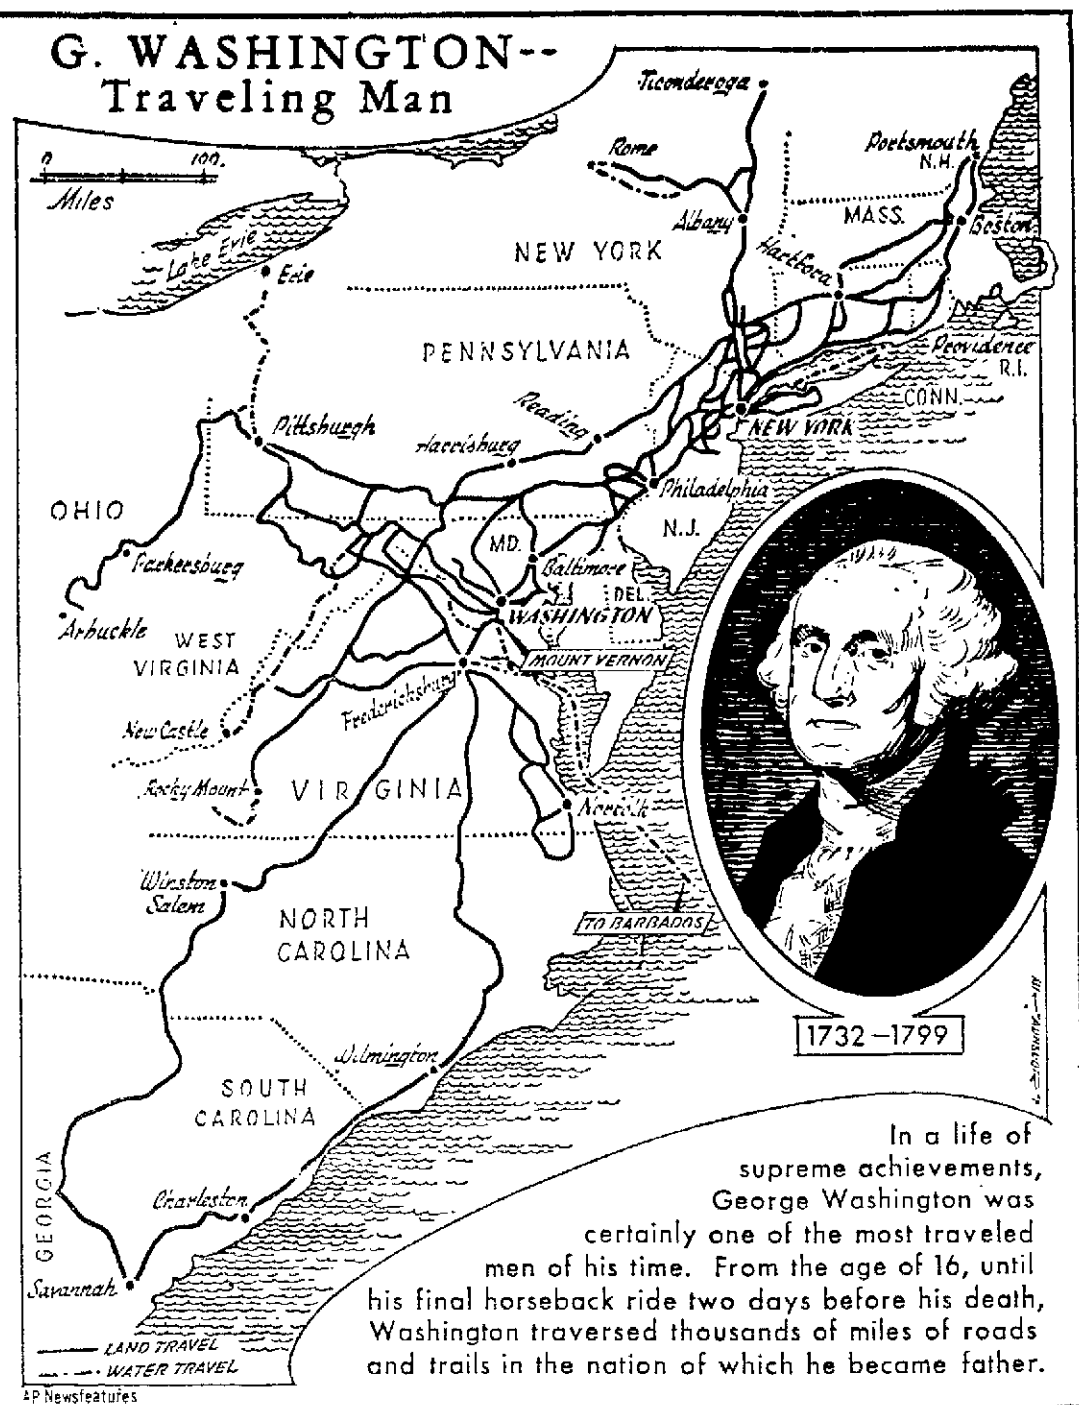 G. WASHINGTON--
Traveling Man
0 100.
Miles
Ticonderoga
Rome
Portsmouth
N.H.
Albany
MASS.
Boston
Hartford
NEW YORK
Lake Erie
Erie
PENNSYLVANIA
Providence
R.I.
CONN.
Reading
NEW YORK
Pittsburgh
Harrisburg
Philadelphia
OHIO
N.J.
MD.
Parkersburg
Baltimore
DEL.
WASHINGTON
Arbuckle
WEST
VIRGINIA
MOUNT VERNON
Fredericksburg
New Castle
Rocky Mount
VIRGINIA
Norfolk
Winston
Salem
NORTH
CAROLINA
TO BARBADOS
1732-1799
Wilmington
SOUTH
CAROLINA
GEORGIA
Charleston
Savannah
In a life of
supreme achievements,
George Washington was
certainly one of the most traveled
men of his time. From the age of 16, until
his final horseback ride two days before his death,
Washington traversed thousands of miles of roads
and trails in the nation of which he became father.
LAND TRAVEL
WATER TRAVEL
AP Newsfeatures